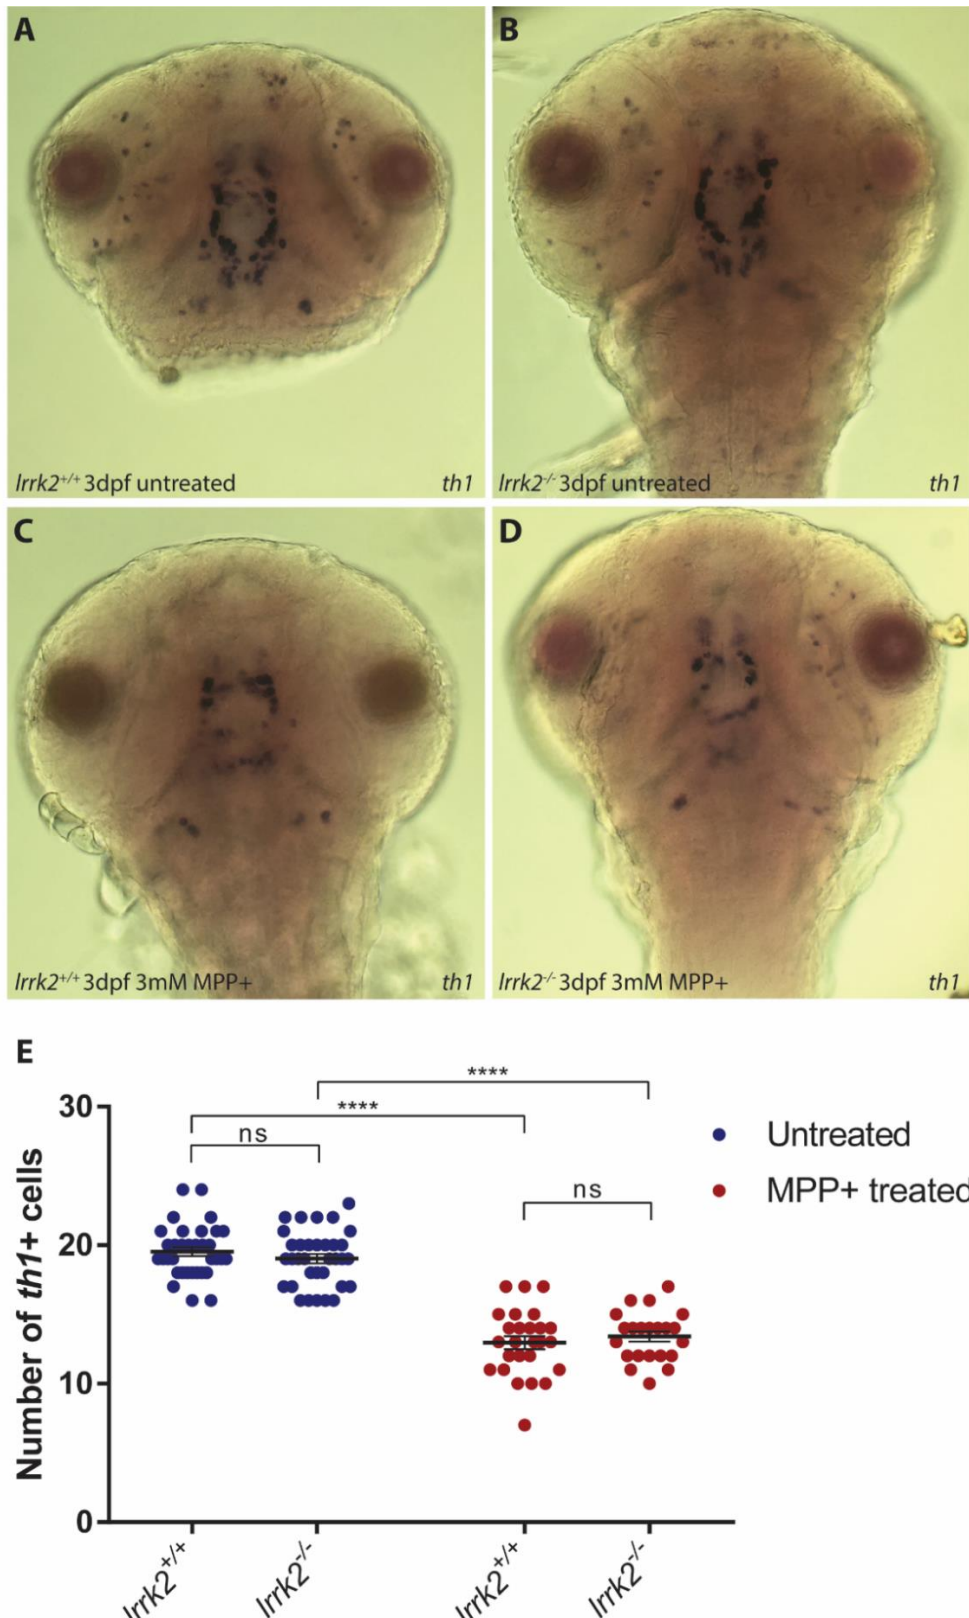 A
B
lrrk2+/+ 3dpf untreated th1
lrrk2-/- 3dpf untreated th1
C
D
lrrk2+/+ 3dpf 3mM MPP+ th1
lrrk2-/- 3dpf 3mM MPP+ th1
E
****
****
ns
ns
Untreated
MPP+ treated
Number of th1+ cells
30
20
10
0
lrrk2+/+
lrrk2-/-
lrrk2+/+
lrrk2-/-